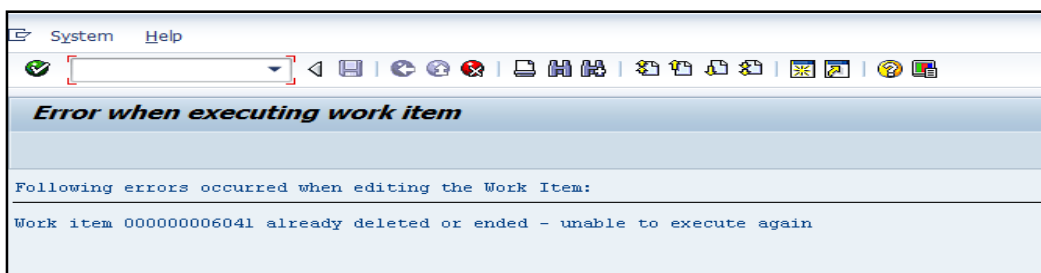 System Help
Error when executing work item
Following errors occurred when editing the Work Item:
Work item 000000006041 already deleted or ended - unable to execute again